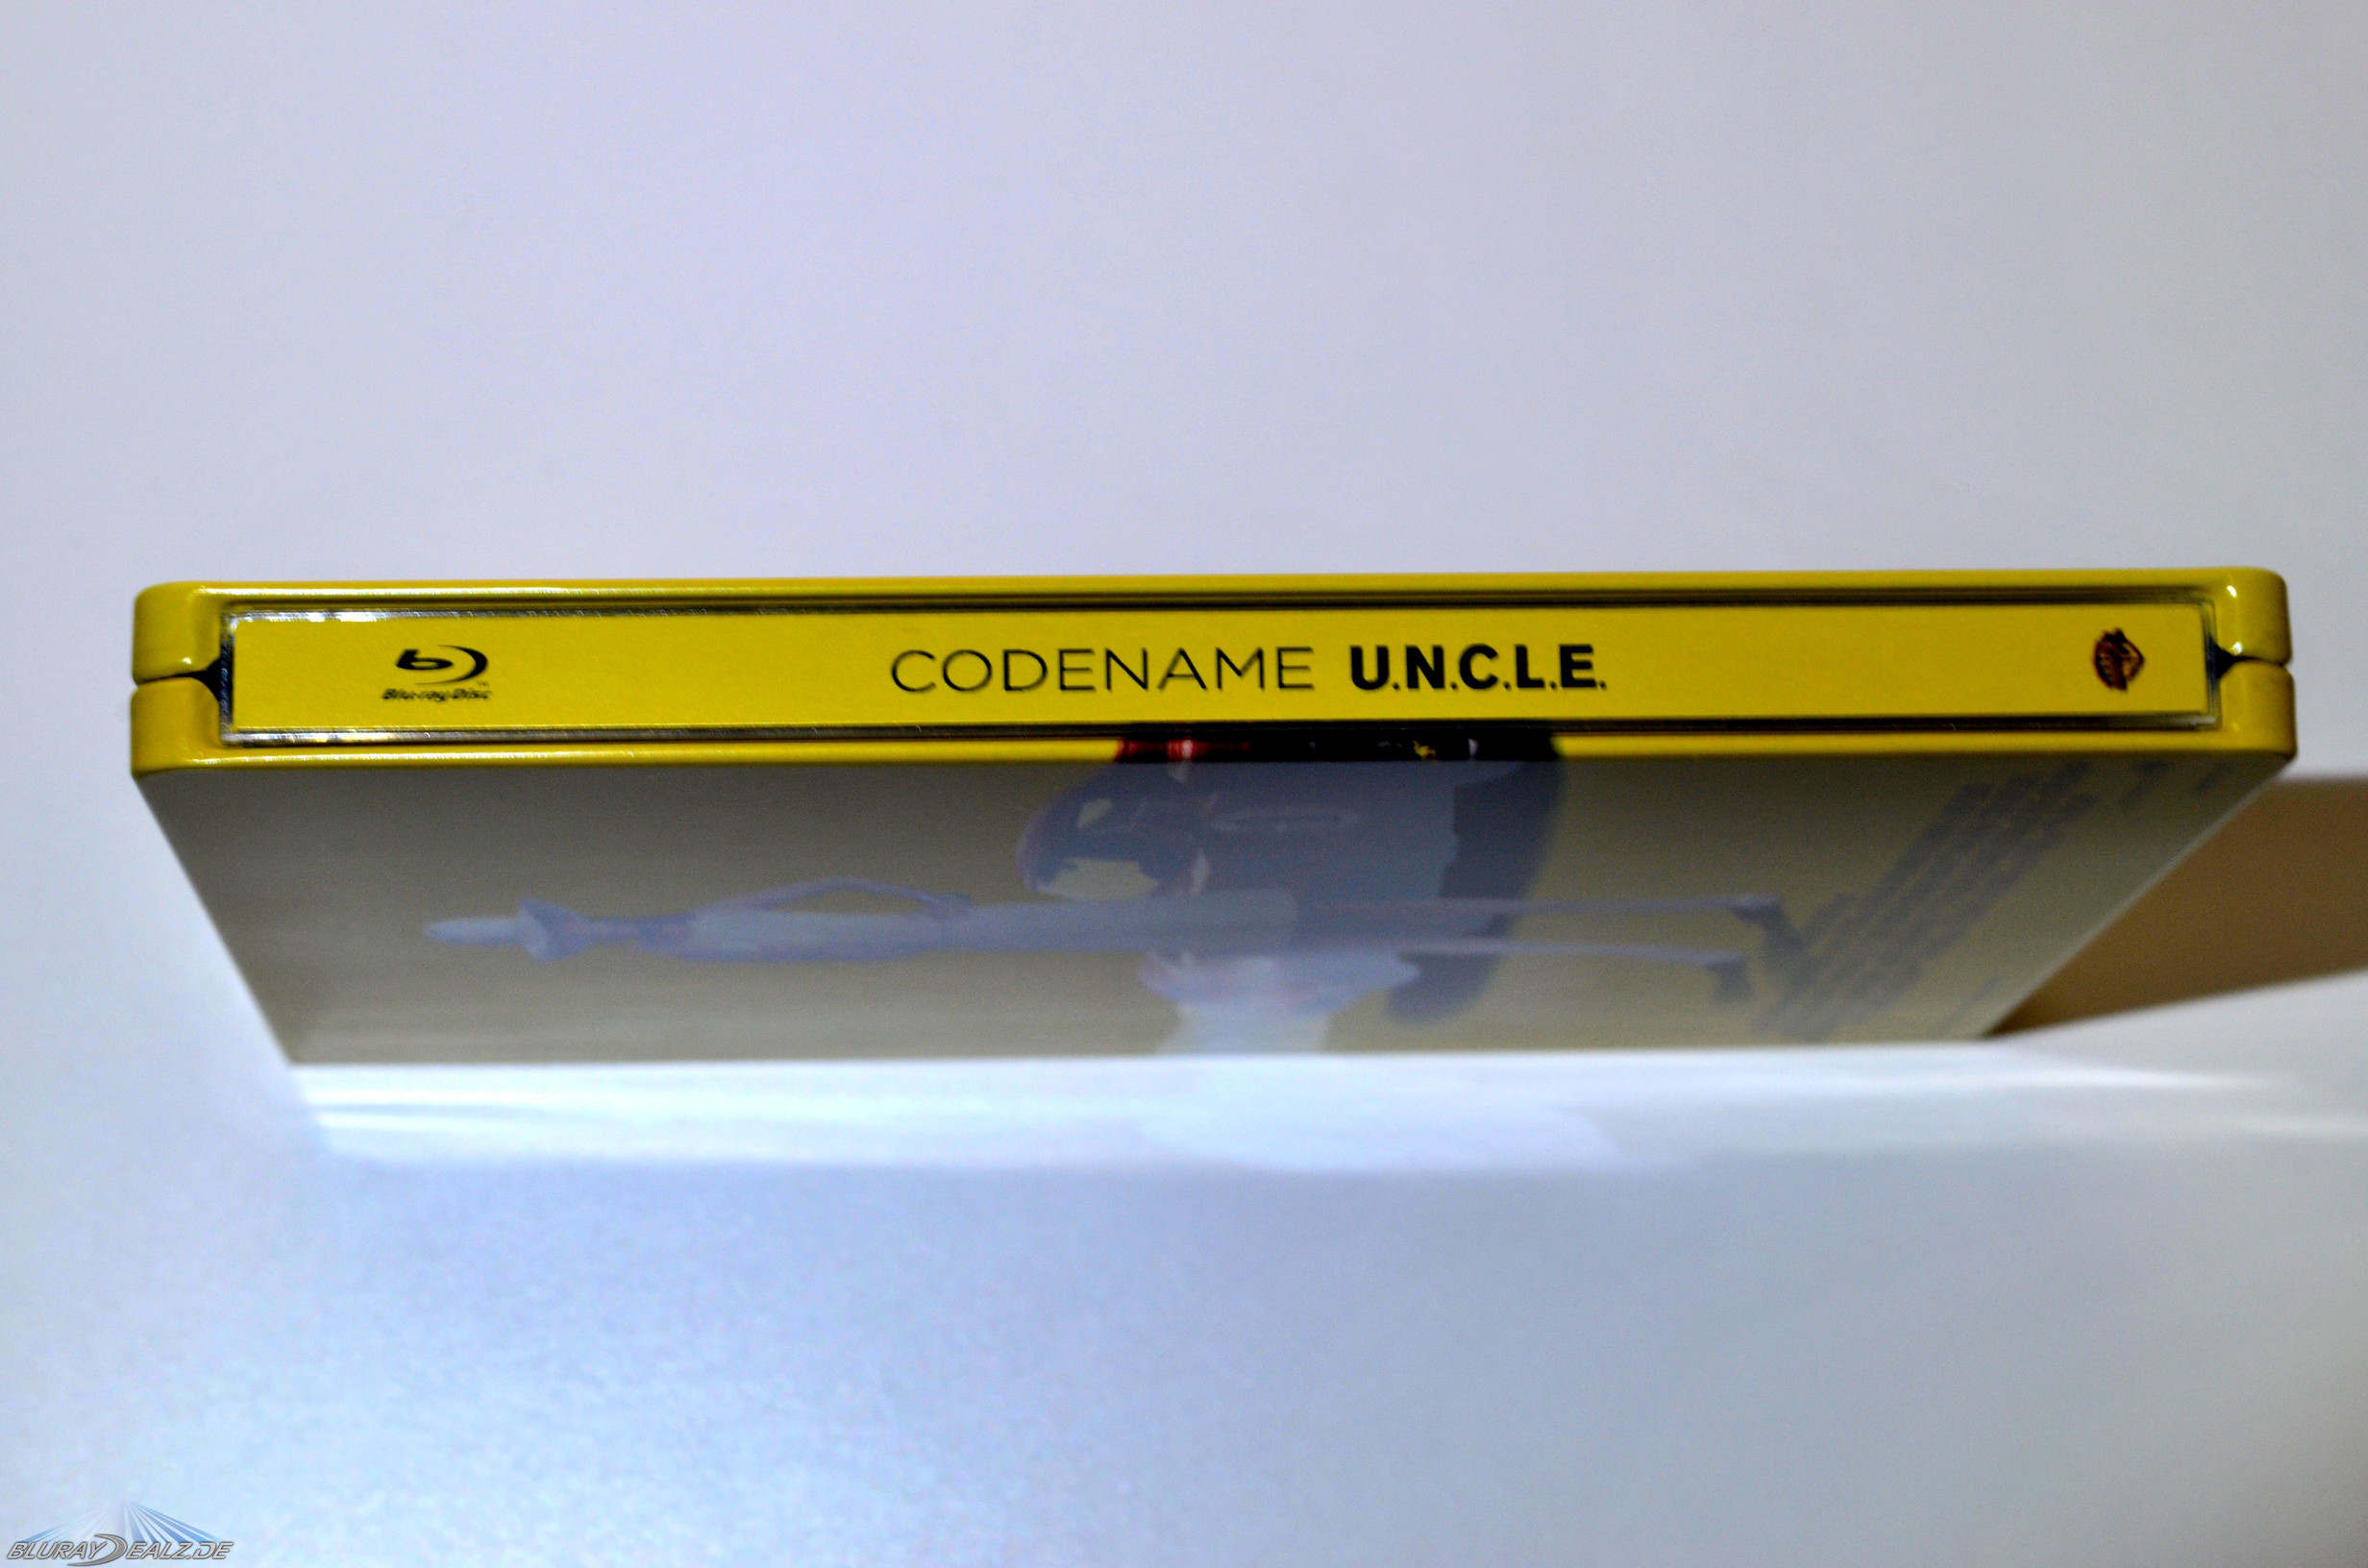 Blu-ray Disc
CODENAME U.N.C.L.E.
BLURAYDEALZ.DE